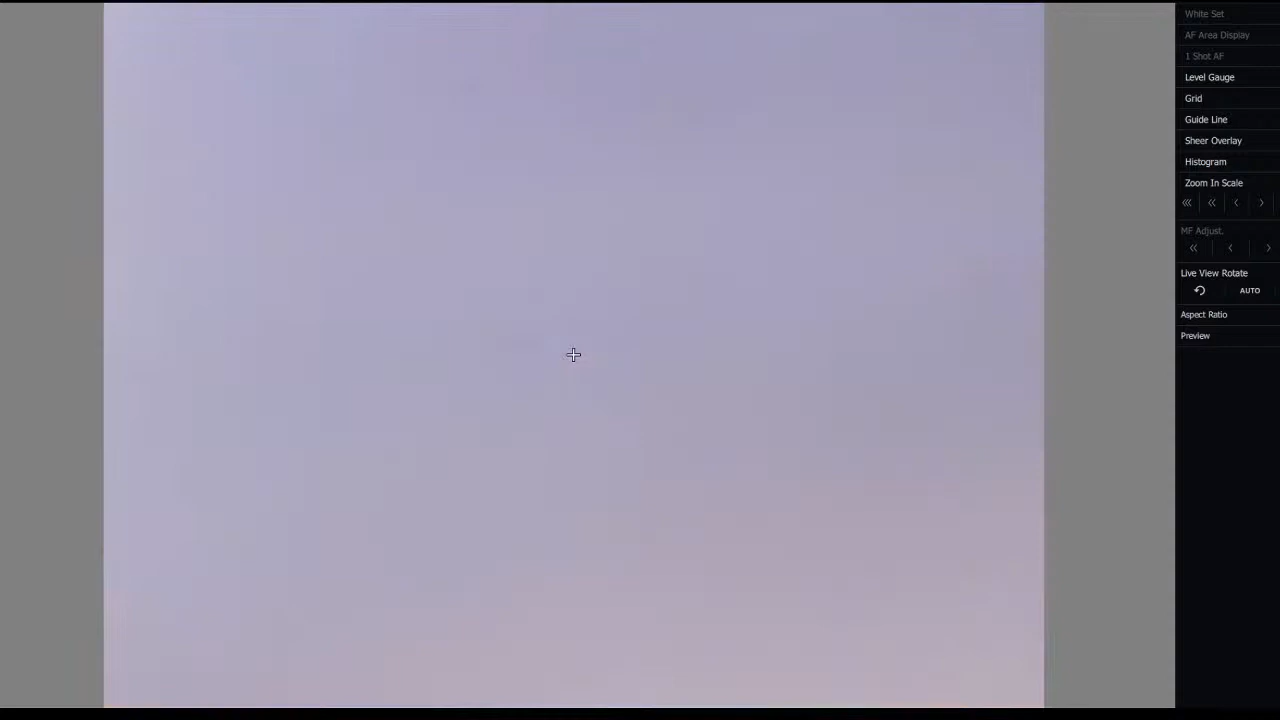 White Set
AF Area Display
1 Shot AF
Level Gauge
Grid
Guide Line
Sheer Overlay
Histogram
Zoom In Scale
MF Adjust.
Live View Rotate
AUTO
Aspect Ratio
Preview